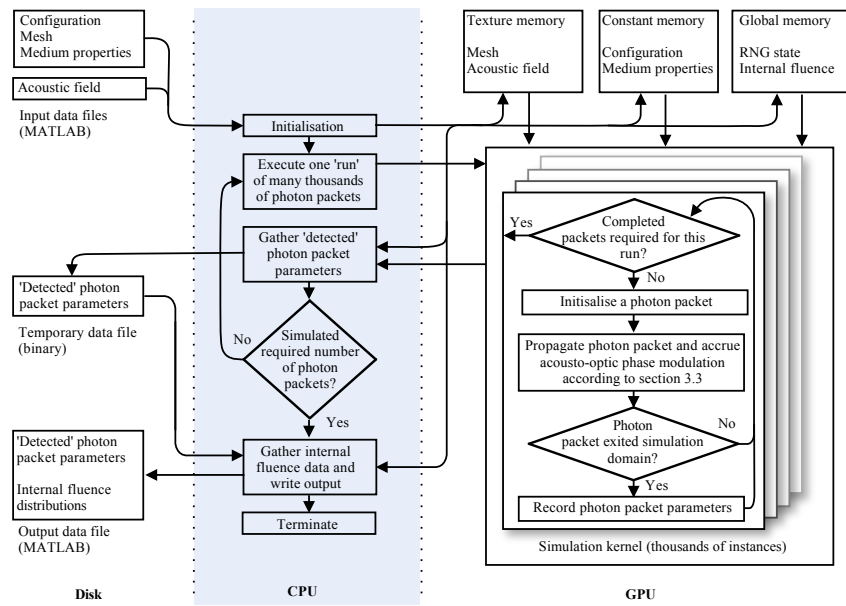 Configuration
Mesh
Medium properties
Acoustic field
Input data files
(MATLAB)
'Detected' photon
packet parameters
Temporary data file
(binary)
'Detected' photon
packet parameters
Internal fluence
distributions
Output data file
(MATLAB)
Disk
Initialisation
Execute one 'run'
of many thousands
of photon packets
Gather 'detected'
photon packet
parameters
No
Simulated
required number
of photon
packets?
Yes
Gather internal
fluence data and
write output
Terminate
CPU
Texture memory
Mesh
Acoustic field
Constant memory
Configuration
Medium properties
Global memory
RNG state
Internal fluence
Yes
Completed
packets required for this
run?
No
Initisalise a photon packet
Propagate photon packet and accrue
acousto-optic phase modulation
according to section 3.3
Photon
packet exited simulation
domain?
No
Yes
Record photon packet parameters
Simulation kernel (thousands of instances)
GPU